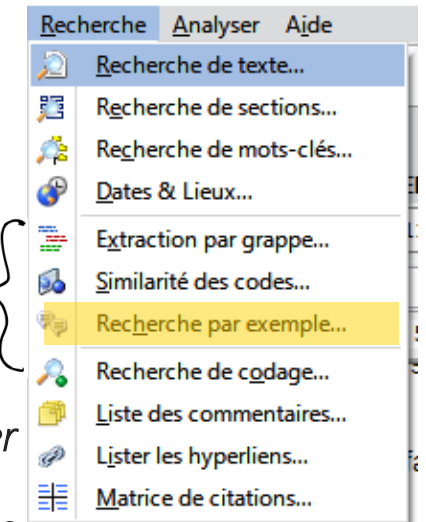 Recherche Analyser Aide
Recherche de texte...
Recherche de sections...
Recherche de mots-clés...
Dates & Lieux...
Extraction par grappe...
Similarité des codes...
Recherche par exemple...
Recherche de codage...
Liste des commentaires...
Lister les hyperliens...
Matrice de citations...